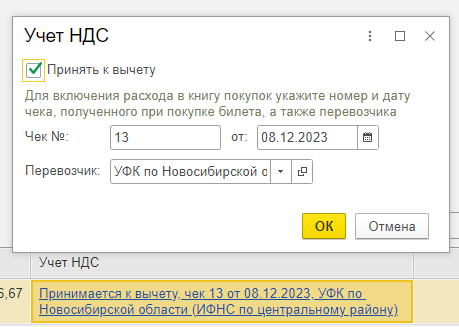 Учет НДС
Принять к вычету
Для включения расхода в книгу покупок укажите номер и дату
чека, полученного при покупке билета, а также перевозчика
Чек №: 13 от: 08.12.2023
Перевозчик: УФК по Новосибирской о
ОК Отмена
Учет НДС
6,67 Принимается к вычету, чек 13 от 08.12.2023, УФК по
Новосибирской области (ИФНС по центральному району)